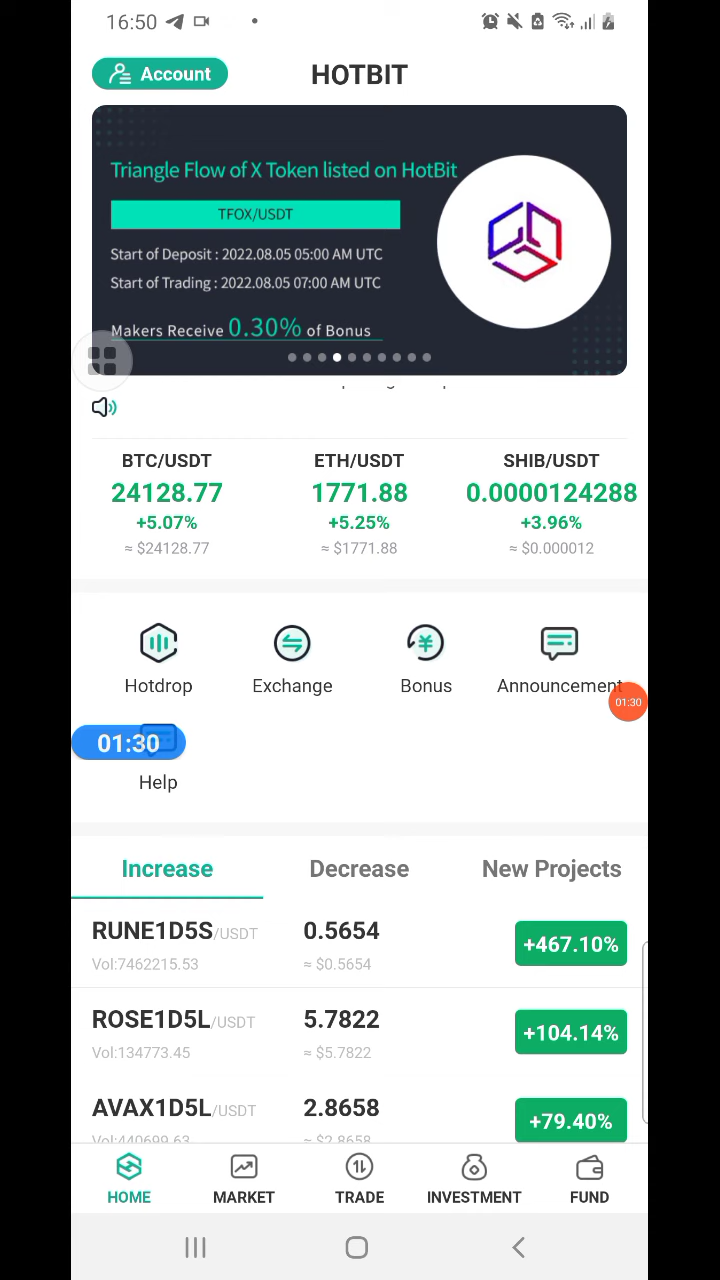 16:50
Account
HOTBIT
Triangle Flow of X Token listed on HotBit
TFOX/USDT
Start of Deposit : 2022.08.05 05:00 AM UTC
Start of Trading : 2022.08.05 07:00 AM UTC
Makers Receive 0.30% of Bonus
BTC/USDT ETH/USDT SHIB/USDT
24128.77 1771.88 0.0000124288
+5.07% +5.25% +3.96%
≈ $24128.77 ≈ $1771.88 ≈ $0.000012
Hotdrop Exchange Bonus Announcement
01:30
01:30
Help
Increase Decrease New Projects
RUNE1D5S/USDT 0.5654 +467.10%
Vol:7462215.53 ≈ $0.5654
ROSE1D5L/USDT 5.7822 +104.14%
Vol:134773.45 ≈ $5.7822
AVAX1D5L/USDT 2.8658 +79.40%
Vol:440699.63 ≈ $2.8658
HOME MARKET TRADE INVESTMENT FUND